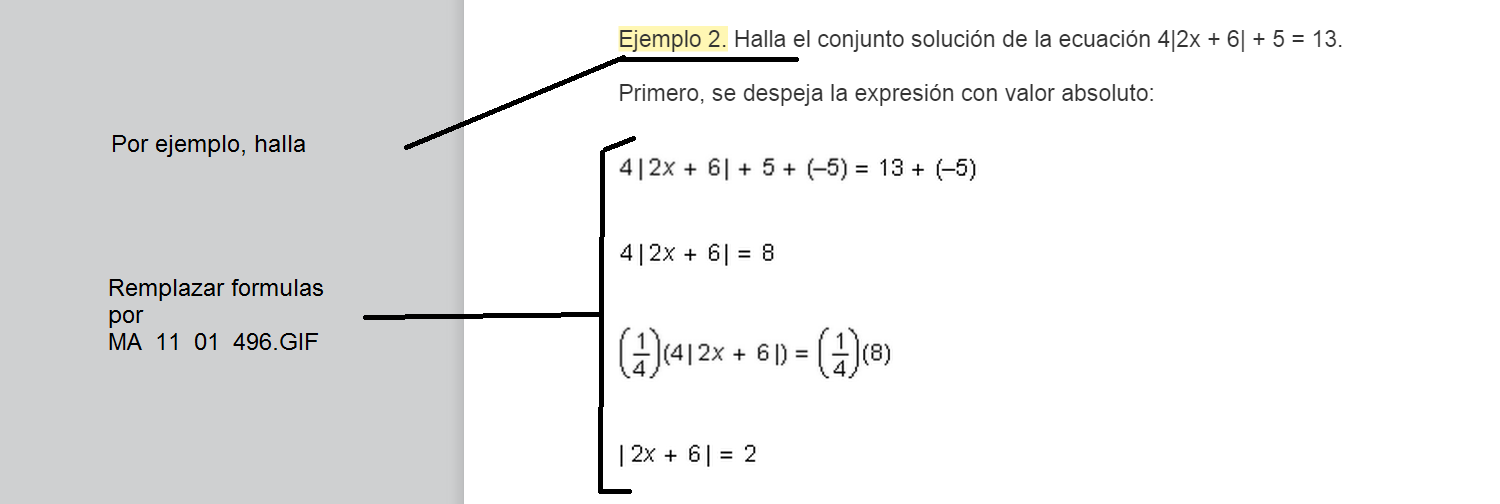 Ejemplo 2. Halla el conjunto solución de la ecuación 4|2x + 6| + 5 = 13.
Primero, se despeja la expresión con valor absoluto:
Por ejemplo, halla
4|2x + 6| + 5 + (–5) = 13 + (–5)
4|2x + 6| = 8
Remplazar formulas
por
MA 11 01 496.GIF
(1/4)(4|2x + 6|) = (1/4)(8)
|2x + 6| = 2